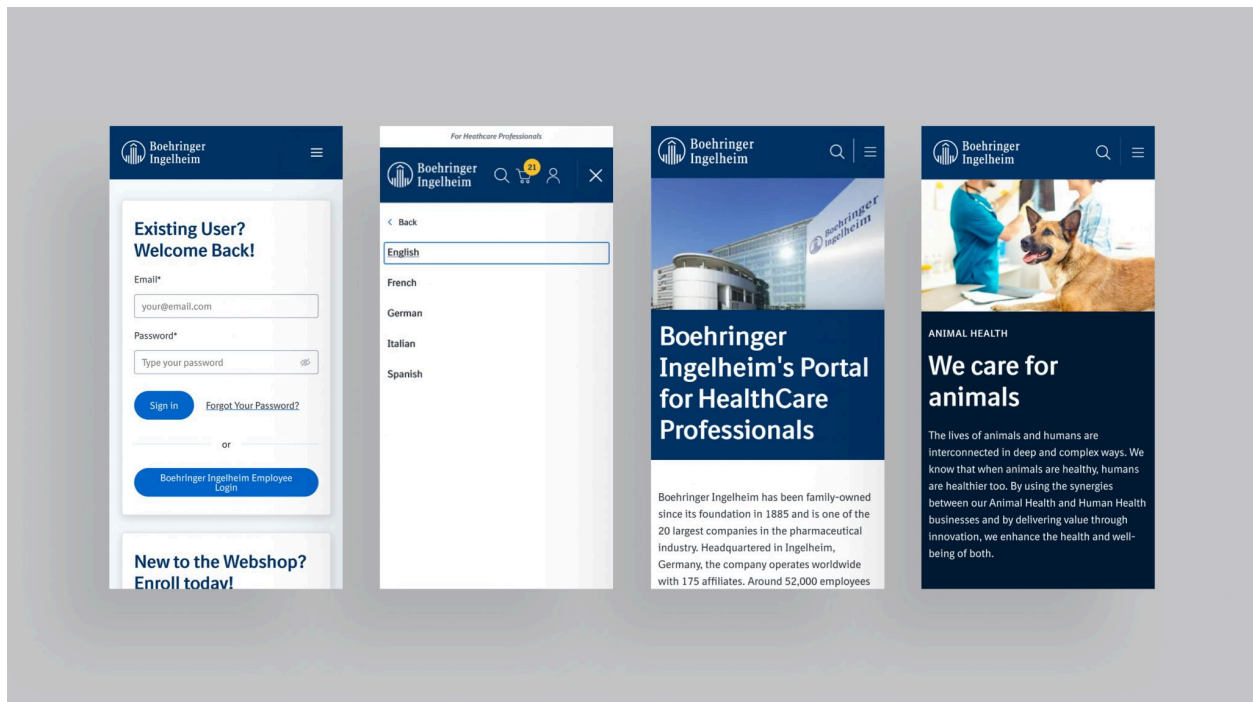 Boehringer
Ingelheim
Existing User?
Welcome Back!
Email*
your@email.com
Password*
Type your password
Sign in
Forgot Your Password?
or
Boehringer Ingelheim Employee
Login
New to the Webshop?
Enroll today!
For Heathcare Professionals
Boehringer
Ingelheim
21
< Back
English
French
German
Italian
Spanish
Boehringer
Ingelheim
Boehringer
Ingelheim
Boehringer
Ingelheim's Portal
for HealthCare
Professionals
Boehringer Ingelheim has been family-owned
since its foundation in 1885 and is one of the
20 largest companies in the pharmaceutical
industry. Headquartered in Ingelheim,
Germany, the company operates worldwide
with 175 affiliates. Around 52,000 employees
Boehringer
Ingelheim
ANIMAL HEALTH
We care for
animals
The lives of animals and humans are
interconnected in deep and complex ways. We
know that when animals are healthy, humans
are healthier too. By using the synergies
between our Animal Health and Human Health
businesses and by delivering value through
innovation, we enhance the health and well-
being of both.